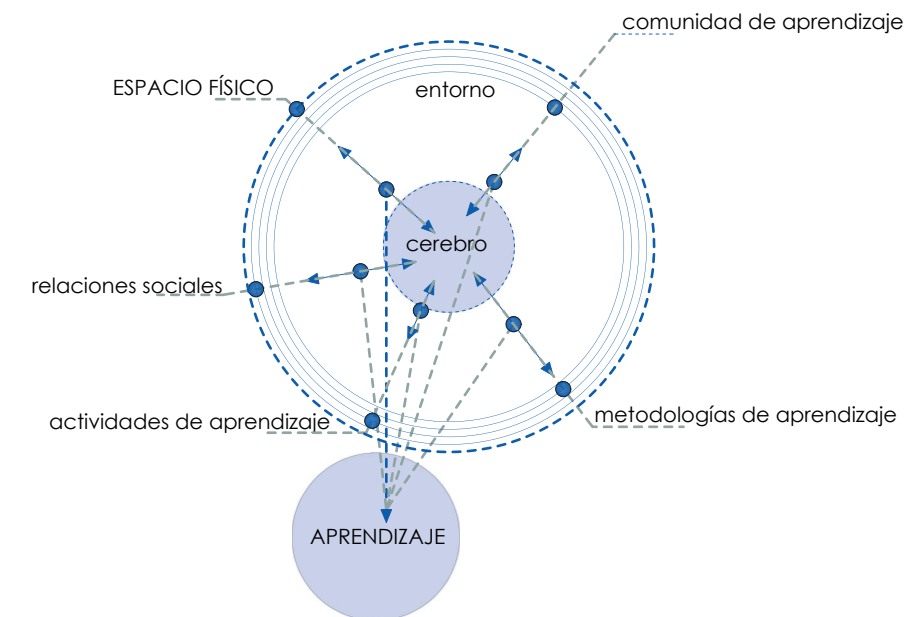 comunidad de aprendizaje
ESPACIO FÍSICO
entorno
cerebro
relaciones sociales
actividades de aprendizaje
metodologías de aprendizaje
APRENDIZAJE